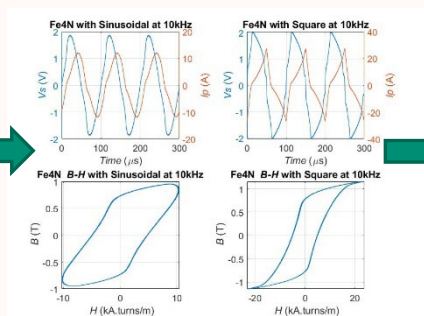 Fe4N with Sinusoidal at 10kHz
Vs (V)
2
1
0
-1
-2
0 100 200 300
Time (μs)
20
10
0
-10
-20
Ip (A)
Fe4N with Square at 10kHz
Vs (V)
2
1
0
-1
-2
0 100 200 300
Time (μs)
40
20
0
-20
-40
Ip (A)
Fe4N B-H with Sinusoidal at 10kHz
B (T)
1
0.5
0
-0.5
-1
-10 0 10
H (kA.turns/m)
Fe4N B-H with Square at 10kHz
B (T)
1
0
-1
-20 0 20
H (kA.turns/m)